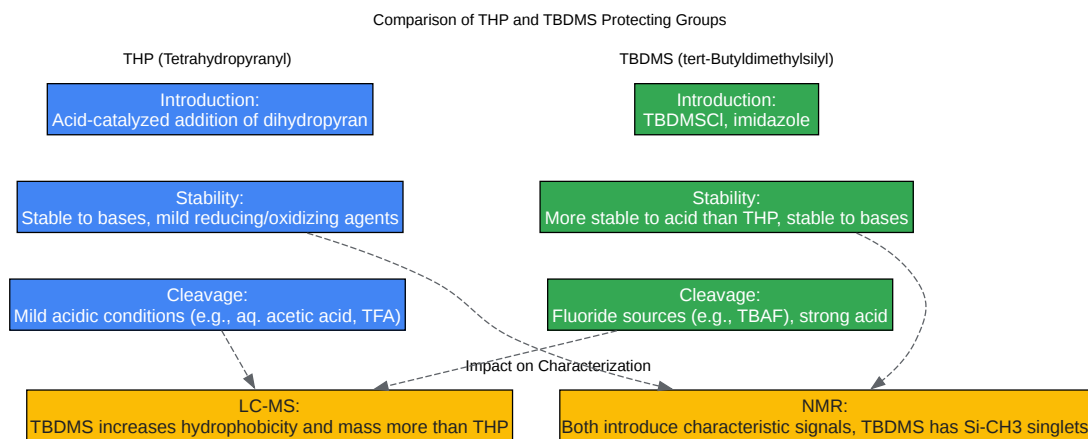 Comparison of THP and TBDMS Protecting Groups
THP (Tetrahydropyranyl)
TBDMS (tert-Butyldimethylsilyl)
Introduction:
Acid-catalyzed addition of dihydropyran
Introduction:
TBDMSCl, imidazole
Stability:
Stable to bases, mild reducing/oxidizing agents
Stability:
More stable to acid than THP, stable to bases
Cleavage:
Mild acidic conditions (e.g., aq. acetic acid, TFA)
Cleavage:
Fluoride sources (e.g., TBAF), strong acid
Impact on Characterization
LC-MS:
TBDMS increases hydrophobicity and mass more than THP
NMR:
Both introduce characteristic signals, TBDMS has Si-CH3 singlets